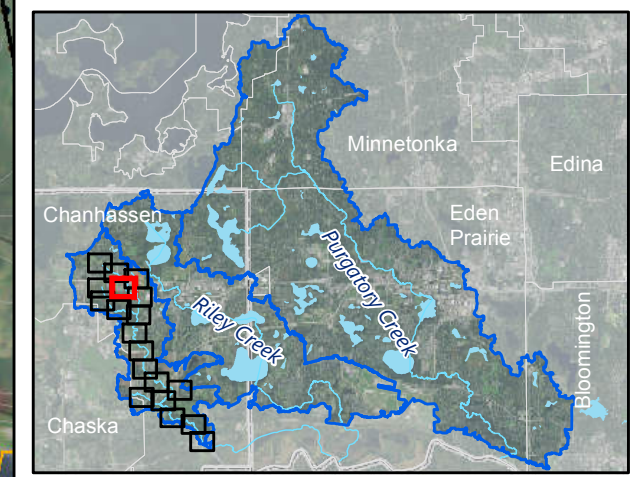 Minnetonka
Edina
Chanhassen
Eden
Prairie
Purgatory Creek
Riley Creek
Bloomington
Chaska